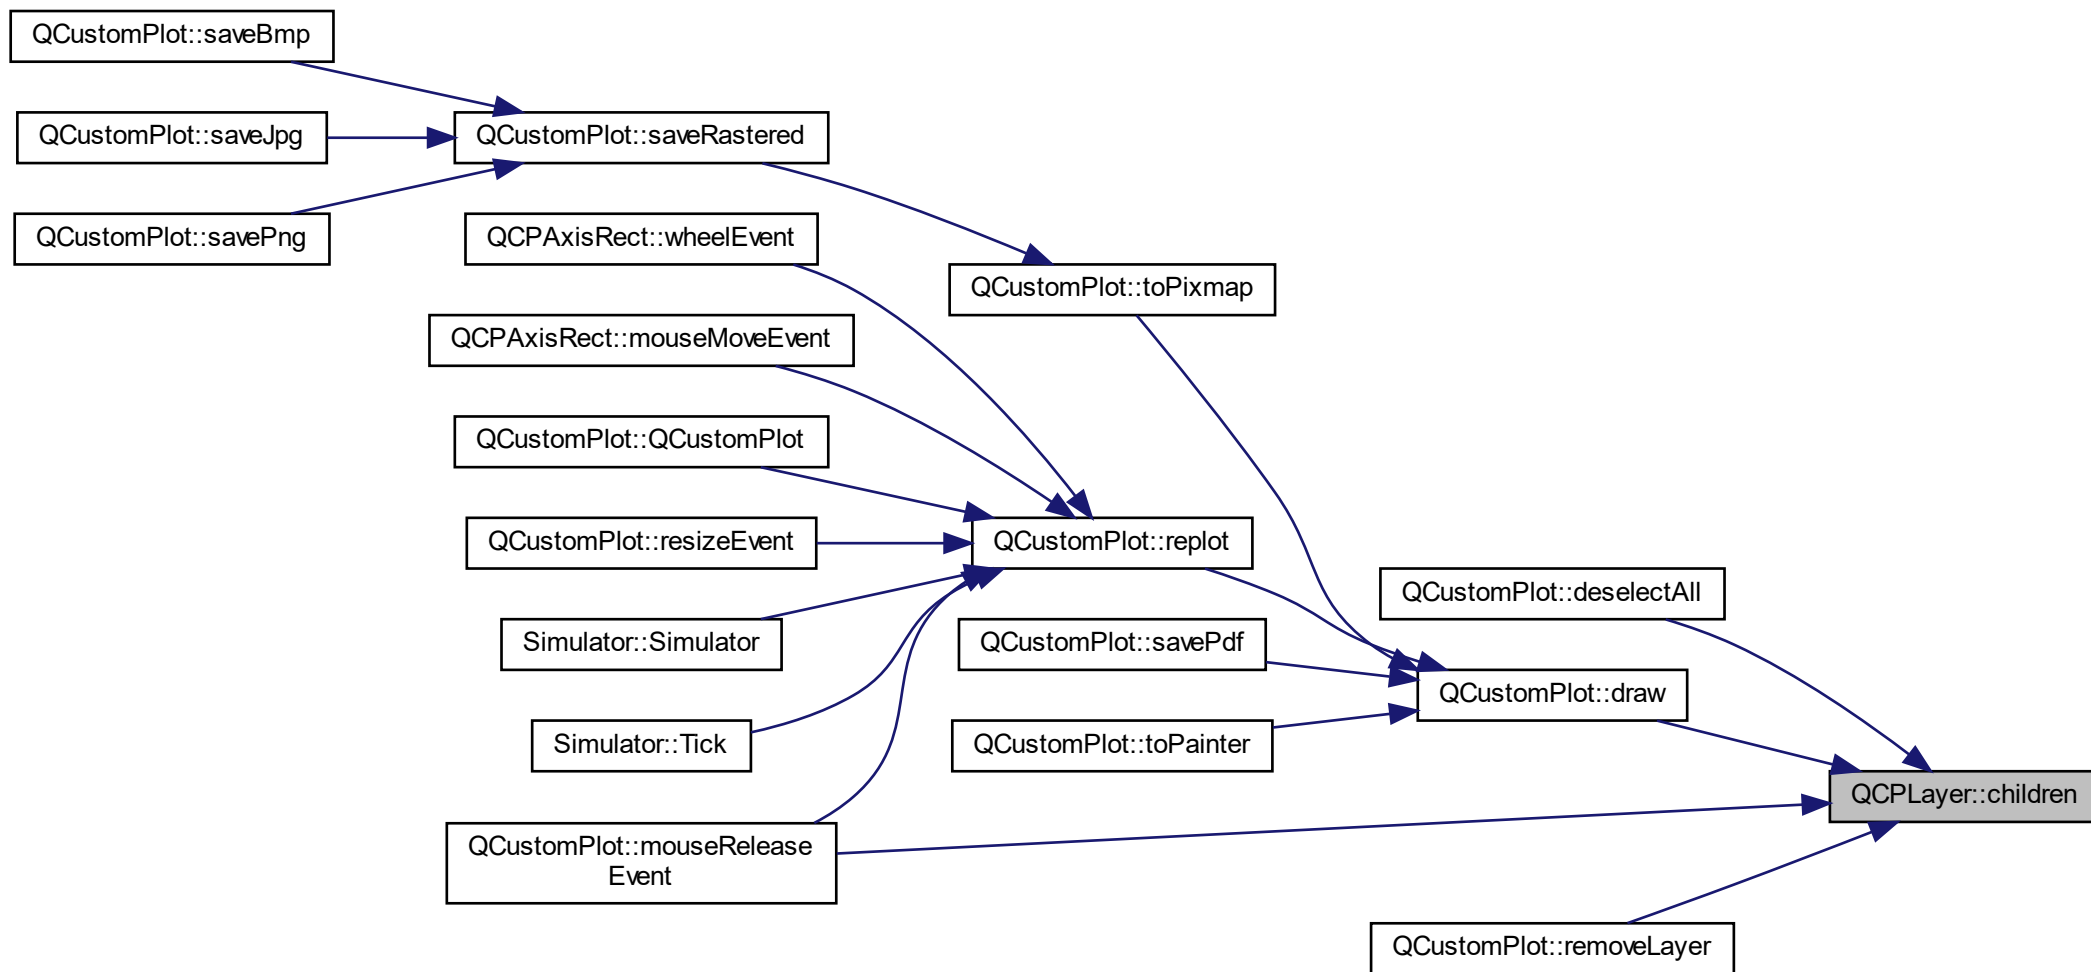 QCustomPlot::saveBmp
QCustomPlot::saveJpg
QCustomPlot::saveRastered
QCustomPlot::savePng
QCPAxisRect::wheelEvent
QCustomPlot::toPixmap
QCPAxisRect::mouseMoveEvent
QCustomPlot::QCustomPlot
QCustomPlot::resizeEvent
QCustomPlot::replot
QCustomPlot::deselectAll
Simulator::Simulator
QCustomPlot::savePdf
QCustomPlot::draw
Simulator::Tick
QCustomPlot::toPainter
QCPLayer::children
QCustomPlot::mouseRelease
Event
QCustomPlot::removeLayer